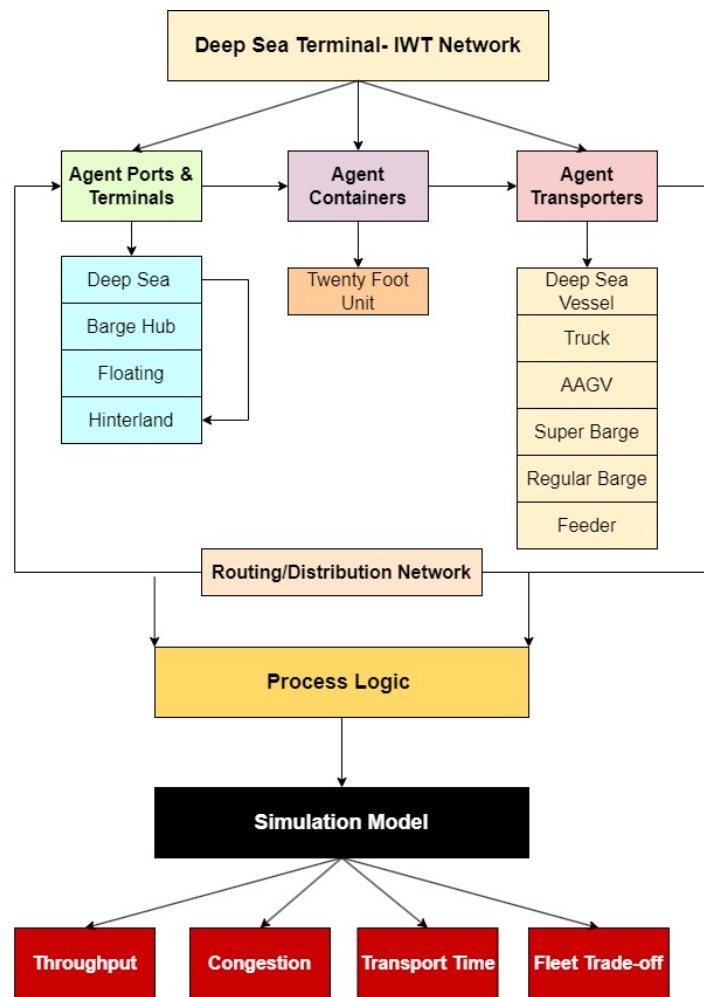 Deep Sea Terminal- IWT Network
Agent Ports &
Terminals
Agent
Containers
Agent
Transporters
Deep Sea
Barge Hub
Floating
Hinterland
Twenty Foot
Unit
Deep Sea
Vessel
Truck
AAGV
Super Barge
Regular Barge
Feeder
Routing/Distribution Network
Process Logic
Simulation Model
Throughput
Congestion
Transport Time
Fleet Trade-off